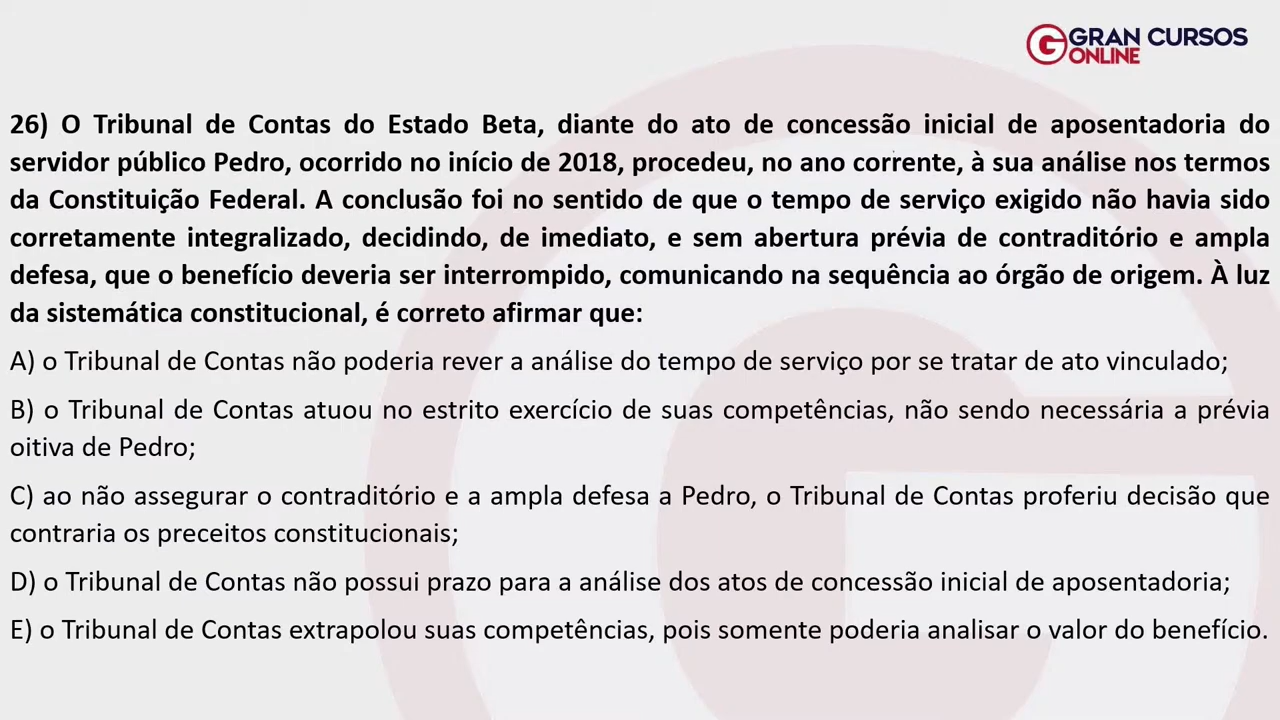 GRAN CURSOS
ONLINE
26) O Tribunal de Contas do Estado Beta, diante do ato de concessão inicial de aposentadoria do
servidor público Pedro, ocorrido no início de 2018, procedeu, no ano corrente, à sua análise nos termos
da Constituição Federal. A conclusão foi no sentido de que o tempo de serviço exigido não havia sido
corretamente integralizado, decidindo, de imediato, e sem abertura prévia de contraditório e ampla
defesa, que o benefício deveria ser interrompido, comunicando na sequência ao órgão de origem. À luz
da sistemática constitucional, é correto afirmar que:
A) o Tribunal de Contas não poderia rever a análise do tempo de serviço por se tratar de ato vinculado;
B) o Tribunal de Contas atuou no estrito exercício de suas competências, não sendo necessária a prévia
oitiva de Pedro;
C) ao não assegurar o contraditório e a ampla defesa a Pedro, o Tribunal de Contas proferiu decisão que
contraria os preceitos constitucionais;
D) o Tribunal de Contas não possui prazo para a análise dos atos de concessão inicial de aposentadoria;
E) o Tribunal de Contas extrapolou suas competências, pois somente poderia analisar o valor do benefício.